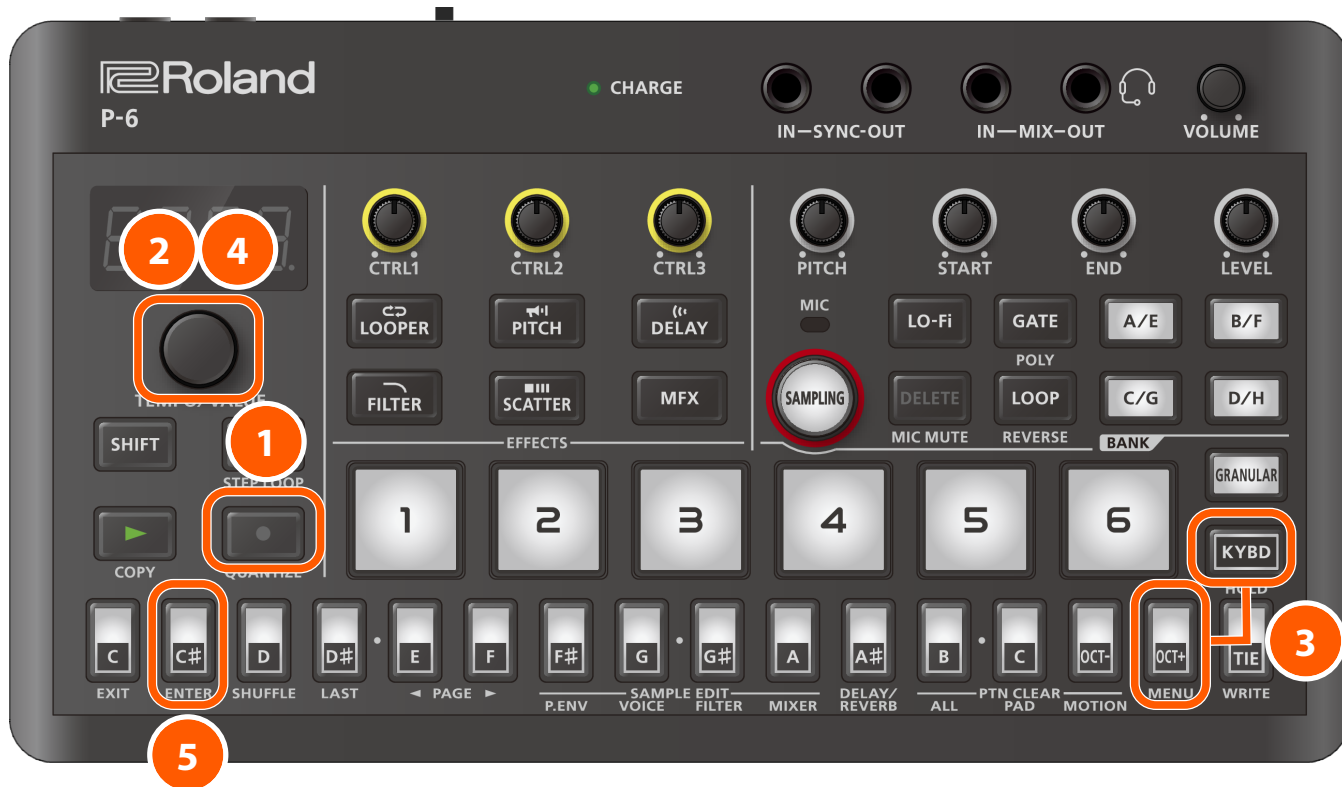 Roland
P-6
CHARGE
IN—SYNC-OUT
IN—MIX—OUT
VOLUME
2
4
CTRL1
CTRL2
CTRL3
PITCH
START
END
LEVEL
LOOPER
PITCH
DELAY
MIC
LO-Fi
GATE
A/E
B/F
POLY
TEMPO/VALUE
FILTER
SCATTER
MFX
SAMPLING
DELETE
LOOP
C/G
D/H
SHIFT
1
MIC MUTE
REVERSE
BANK
EFFECTS
STEP LOOP
GRANULAR
1
2
3
4
5
6
KYBD
COPY
QUANTIZE
HOLD
3
C
C#
D
D#
E
F
F#
G
G#
A
A#
B
C
OCT-
OCT+
TIE
EXIT
ENTER
SHUFFLE
LAST
◄ PAGE ►
P.ENV
SAMPLE EDIT
VOICE
FILTER
MIXER
DELAY/
REVERB
ALL
PTN CLEAR
PAD
MOTION
MENU
WRITE
5